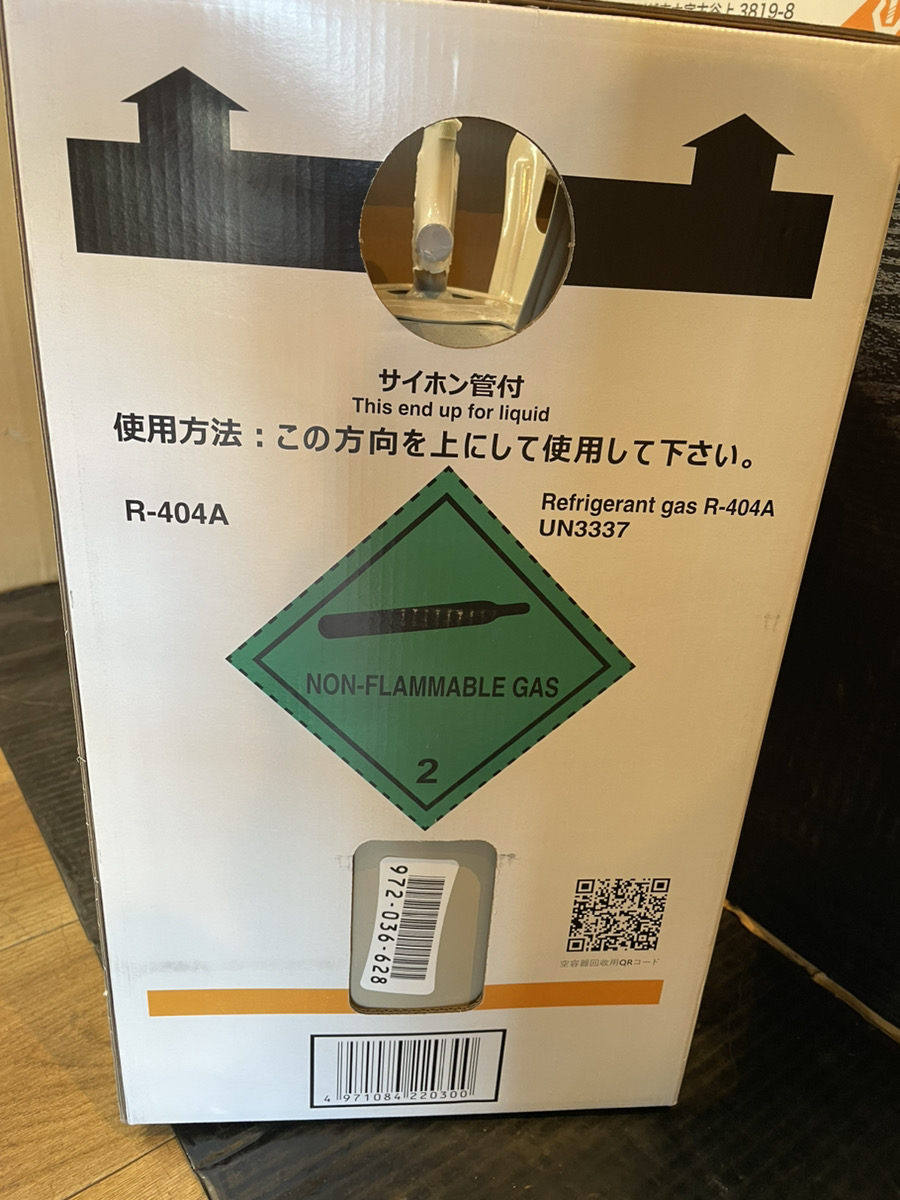 3819-8
サイホン管付
This end up for liquid
使用方法：この方向を上にして使用して下さい。
R-404A
Refrigerant gas R-404A
UN3337
NON-FLAMMABLE GAS
2
972-036-628
空容器回収用QRコード
4 971084 220300